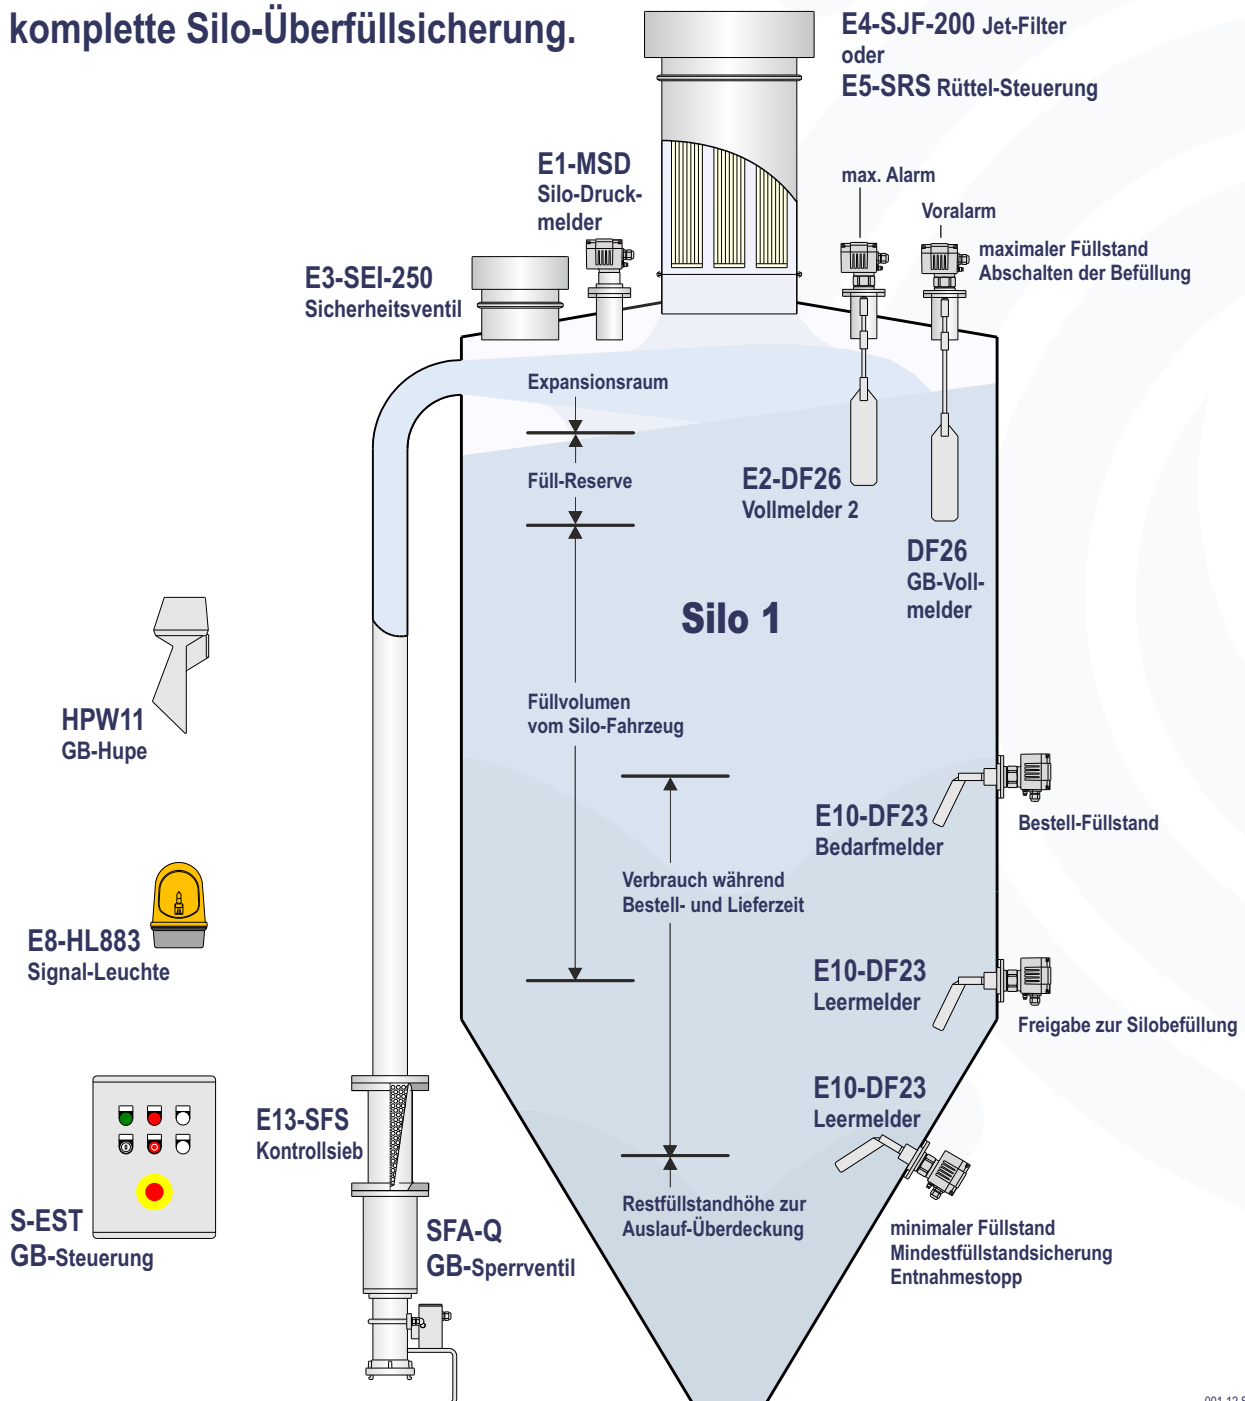 komplette Silo-Überfüllsicherung.
E4-SJF-200 Jet-Filter
oder
E5-SRS Rüttel-Steuerung
E1-MSD
Silo-Druck-
melder
max. Alarm
Voralarm
maximaler Füllstand
Abschalten der Befüllung
E3-SEI-250
Sicherheitsventil
Expansionsraum
Füll-Reserve
E2-DF26
Vollmelder 2
DF26
GB-Voll-
melder
Silo 1
HPW11
GB-Hupe
Füllvolumen
vom Silo-Fahrzeug
E10-DF23
Bedarfmelder
Bestell-Füllstand
Verbrauch während
Bestell- und Lieferzeit
E8-HL883
Signal-Leuchte
E10-DF23
Leermelder
Freigabe zur Silobefüllung
E10-DF23
Leermelder
E13-SFS
Kontrollsieb
Restfüllstandhöhe zur
Auslauf-Überdeckung
S-EST
GB-Steuerung
SFA-Q
GB-Sperrventil
minimaler Füllstand
Mindestfüllstandsicherung
Entnahmestopp